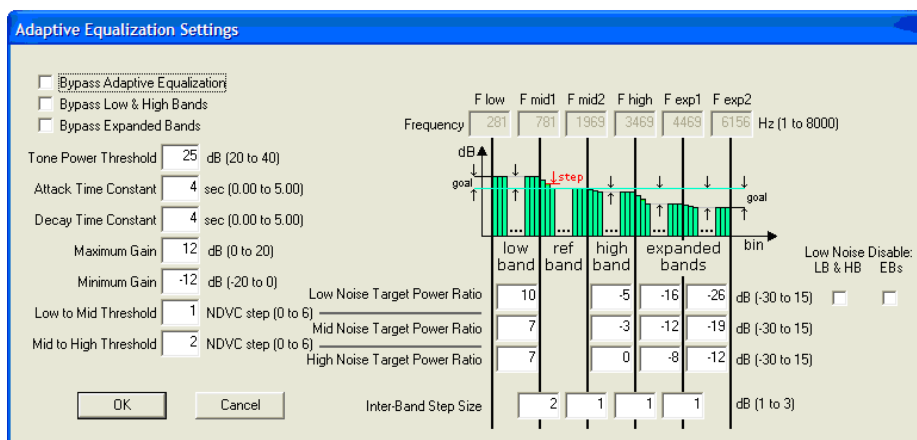 Adaptive Equalization Settings
Bypass Adaptive Equalization
Bypass Low & High Bands
Bypass Expanded Bands
Tone Power Threshold 25 dB (20 to 40)
Attack Time Constant 4 sec (0.00 to 5.00)
Decay Time Constant 4 sec (0.00 to 5.00)
Maximum Gain 12 dB (0 to 20)
Minimum Gain -12 dB (-20 to 0)
Low to Mid Threshold 1 NDVC step (0 to 6)
Mid to High Threshold 2 NDVC step (0 to 6)
OK Cancel
F low F mid1 F mid2 F high F exp1 F exp2
Frequency 281 781 1969 3469 4469 6156 Hz (1 to 8000)
dB
step
goal
goal
... ... ... ... ...
bin
low band ref band high band expanded bands
Low Noise Disable:
LB & HB EBs
Low Noise Target Power Ratio 10 -5 -16 -26 dB (-30 to 15)
Mid Noise Target Power Ratio 7 -3 -12 -19 dB (-30 to 15)
High Noise Target Power Ratio 7 0 -8 -12 dB (-30 to 15)
Inter-Band Step Size 2 1 1 1 dB (1 to 3)